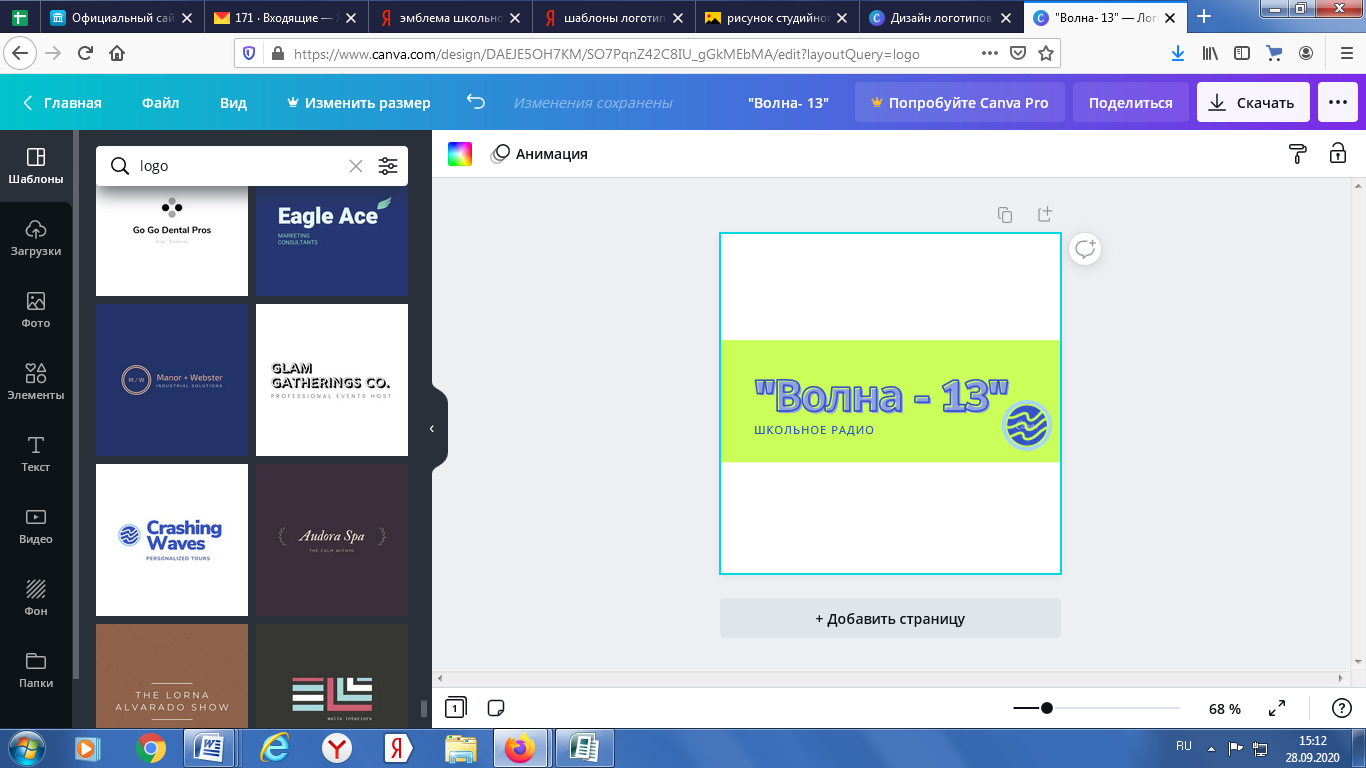 Официальный сай
171 · Входящие — Я
эмблема школьно
шаблоны логотип
рисунок студийног
Дизайн логотипов
"Волна- 13" — Лог
https://www.canva.com/design/DAEJE5OH7KM/SO7PqnZ42C8IU_gGkMEbMA/edit?layoutQuery=logo
Главная
Файл
Вид
Изменить размер
Изменения сохранены
"Волна- 13"
Попробуйте Canva Pro
Поделиться
Скачать
logo
Анимация
Шаблоны
Загрузки
Фото
Элементы
Текст
Видео
Фон
Папки
Go Go Dental Pros
Eagle Ace
MARKETING
CONSULTANTS
M / W
Manor + Webster
INDUSTRIAL SOLUTIONS
GLAM
GATHERINGS CO.
PROFESSIONAL EVENTS HOST
Crashing
Waves
PERSONALIZED TOURS
Audora Spa
THE CALM WITHIN
THE LORNA
ALVARADO SHOW
walls interiors
"Волна - 13"
ШКОЛЬНОЕ РАДИО
+ Добавить страницу
1
68 %
RU
15:12
28.09.2020